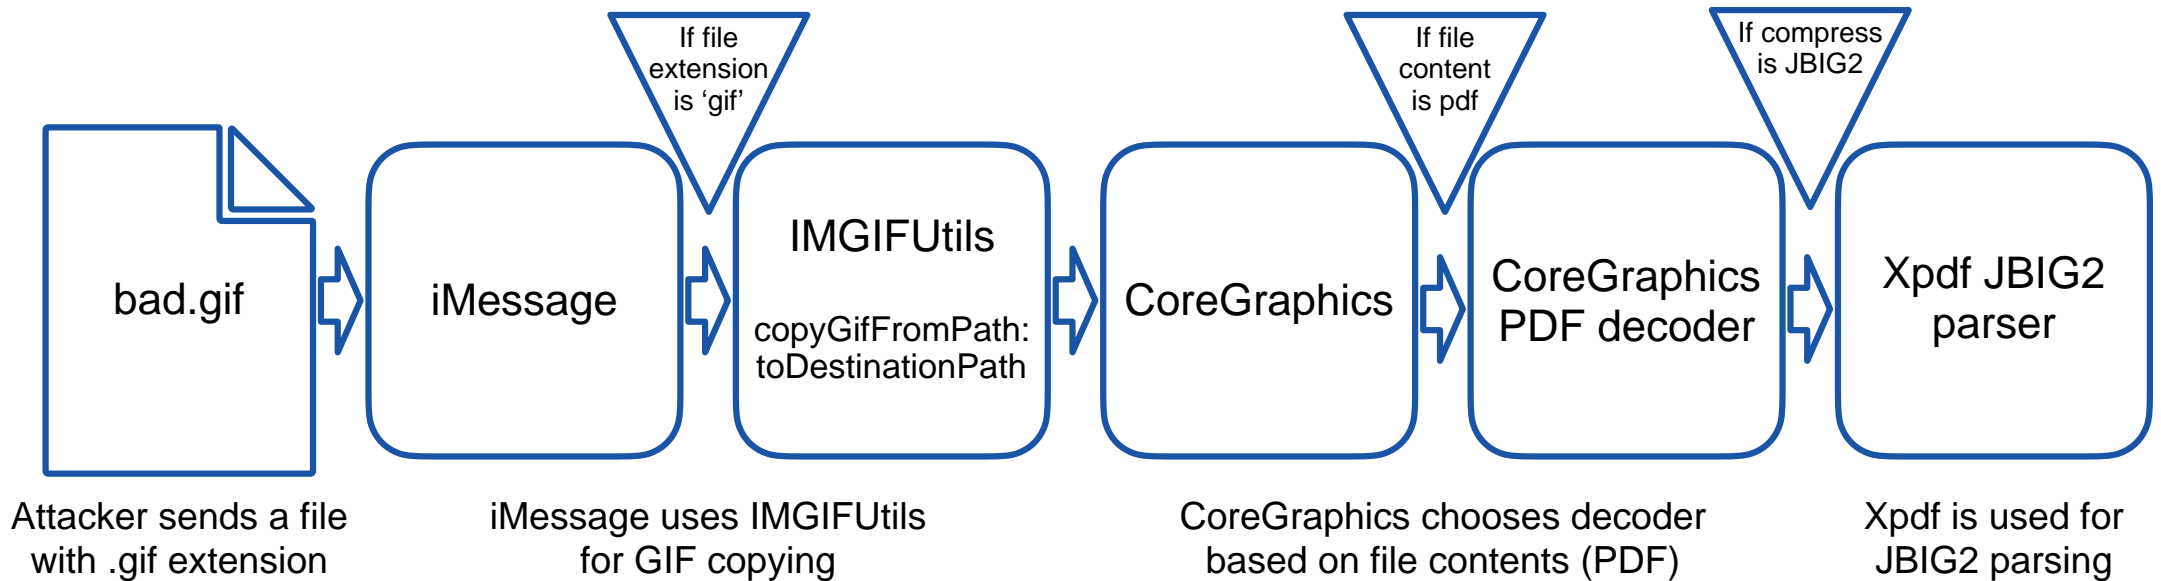 If file
extension
is ‘gif’
If file
content
is pdf
If compress
is JBIG2
bad.gif
iMessage
IMGIFUtils
copyGifFromPath:
toDestinationPath
CoreGraphics
CoreGraphics
PDF decoder
Xpdf JBIG2
parser
Attacker sends a file
with .gif extension
iMessage uses IMGIFUtils
for GIF copying
CoreGraphics chooses decoder
based on file contents (PDF)
Xpdf is used for
JBIG2 parsing